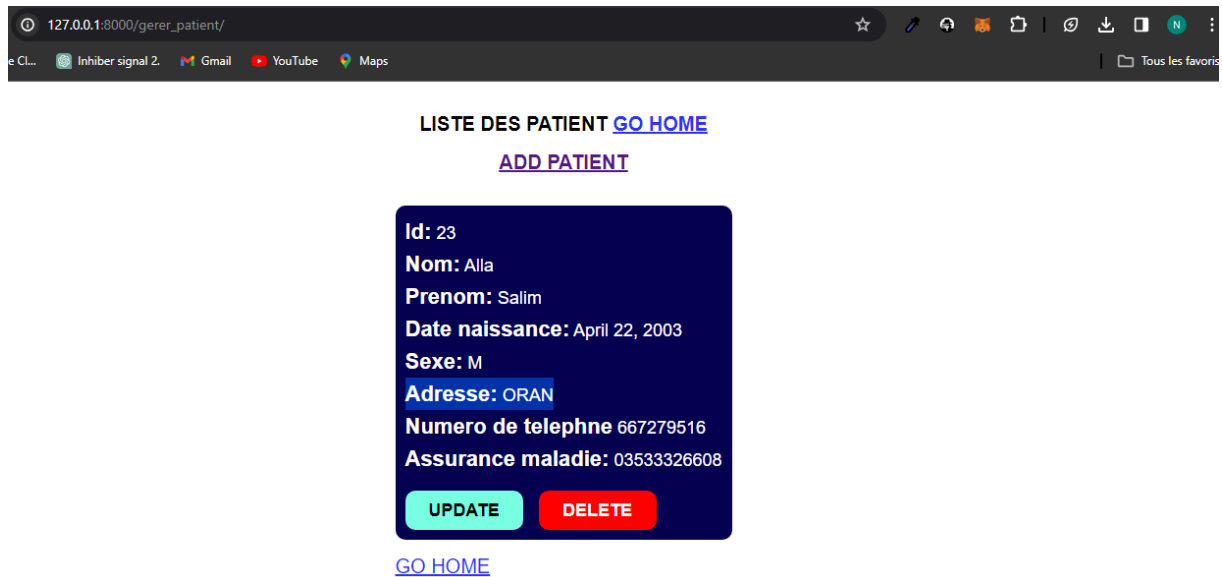 127.0.0.1:8000/gerer_patient/
N
e Cl... Inhiber signal 2. Gmail YouTube Maps Tous les favoris
LISTE DES PATIENT GO HOME
ADD PATIENT
Id: 23
Nom: Alla
Prenom: Salim
Date naissance: April 22, 2003
Sexe: M
Adresse: ORAN
Numero de telephne 667279516
Assurance maladie: 03533326608
UPDATE DELETE
GO HOME